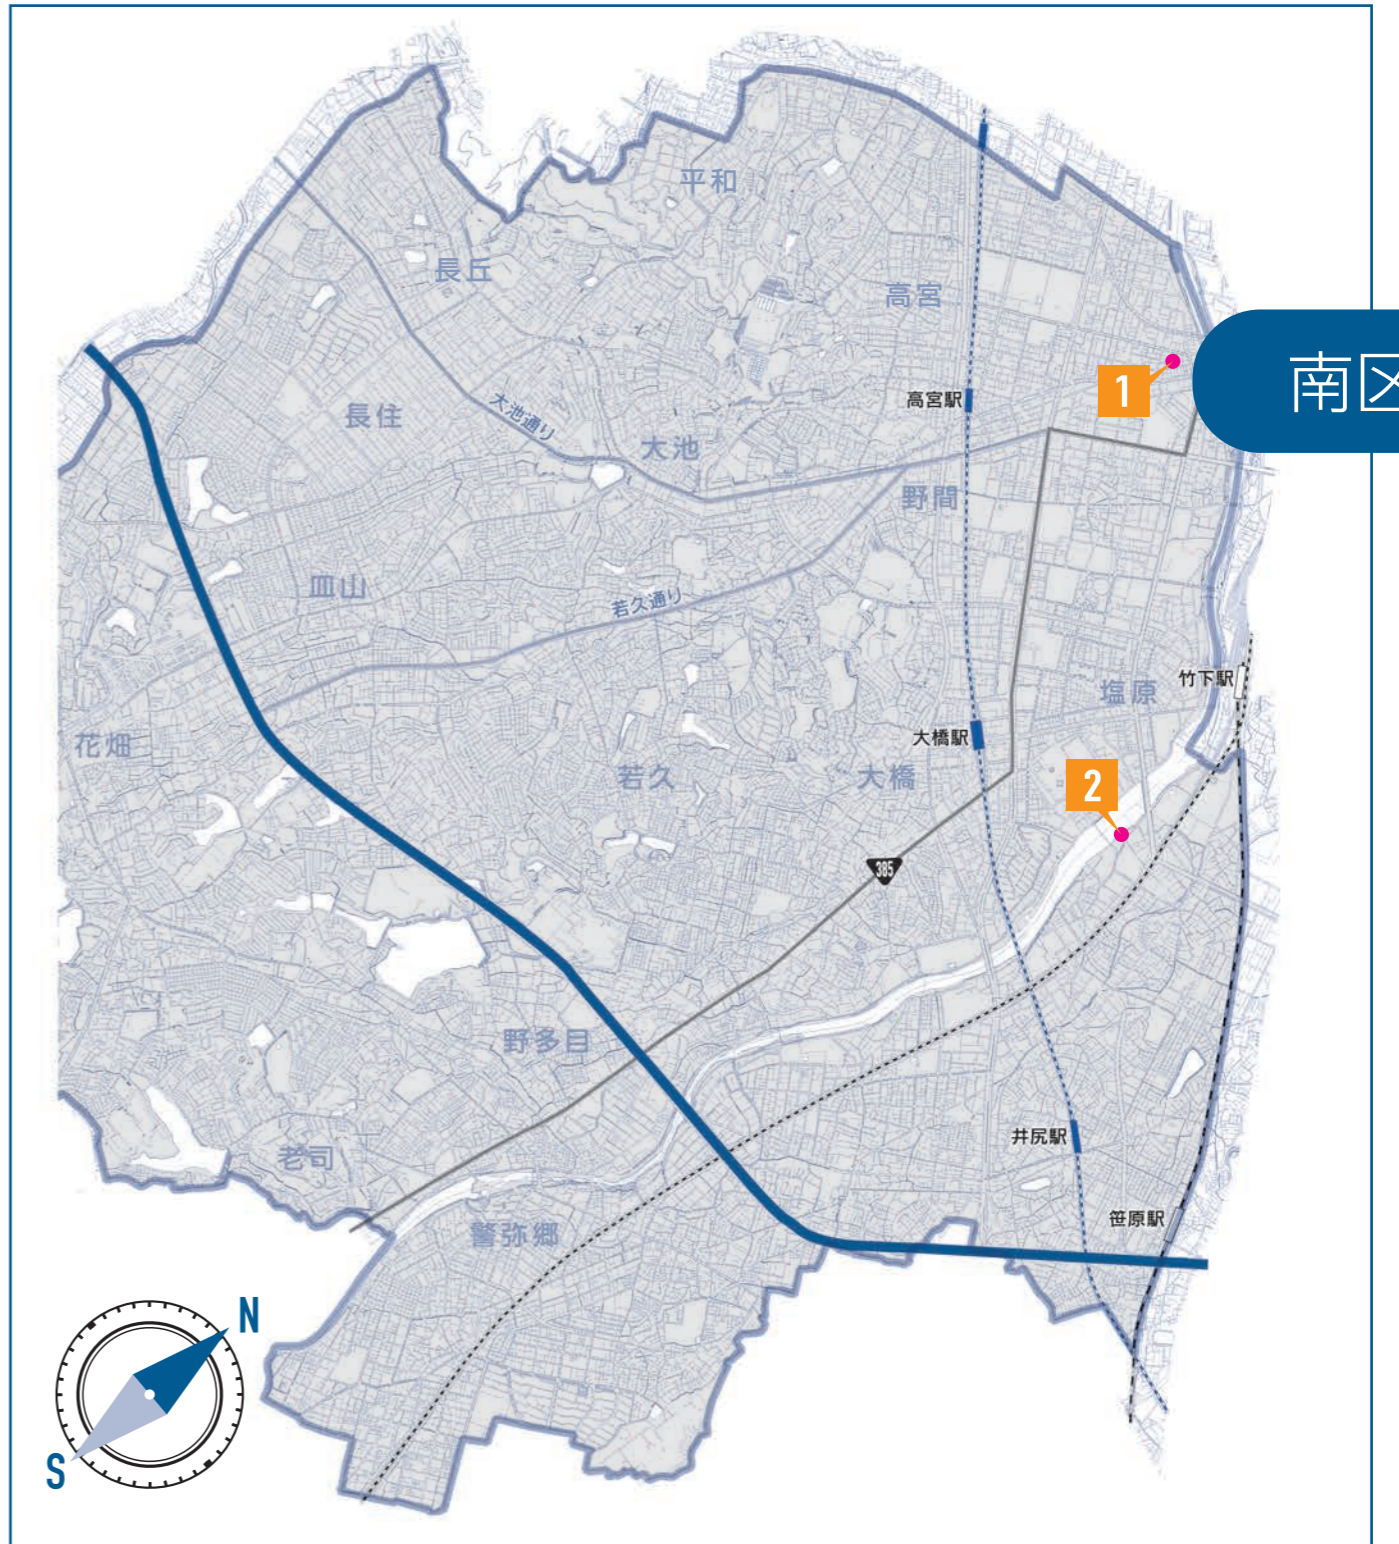 平和
長丘
高宮
南区
1
高宮駅
長住
大池通り
大池
野間
皿山
若久通り
竹下駅
塩原
花畑
大橋駅
若久
大橋
2
385
野多目
井尻駅
老司
笹原駅
警弥郷
N
S